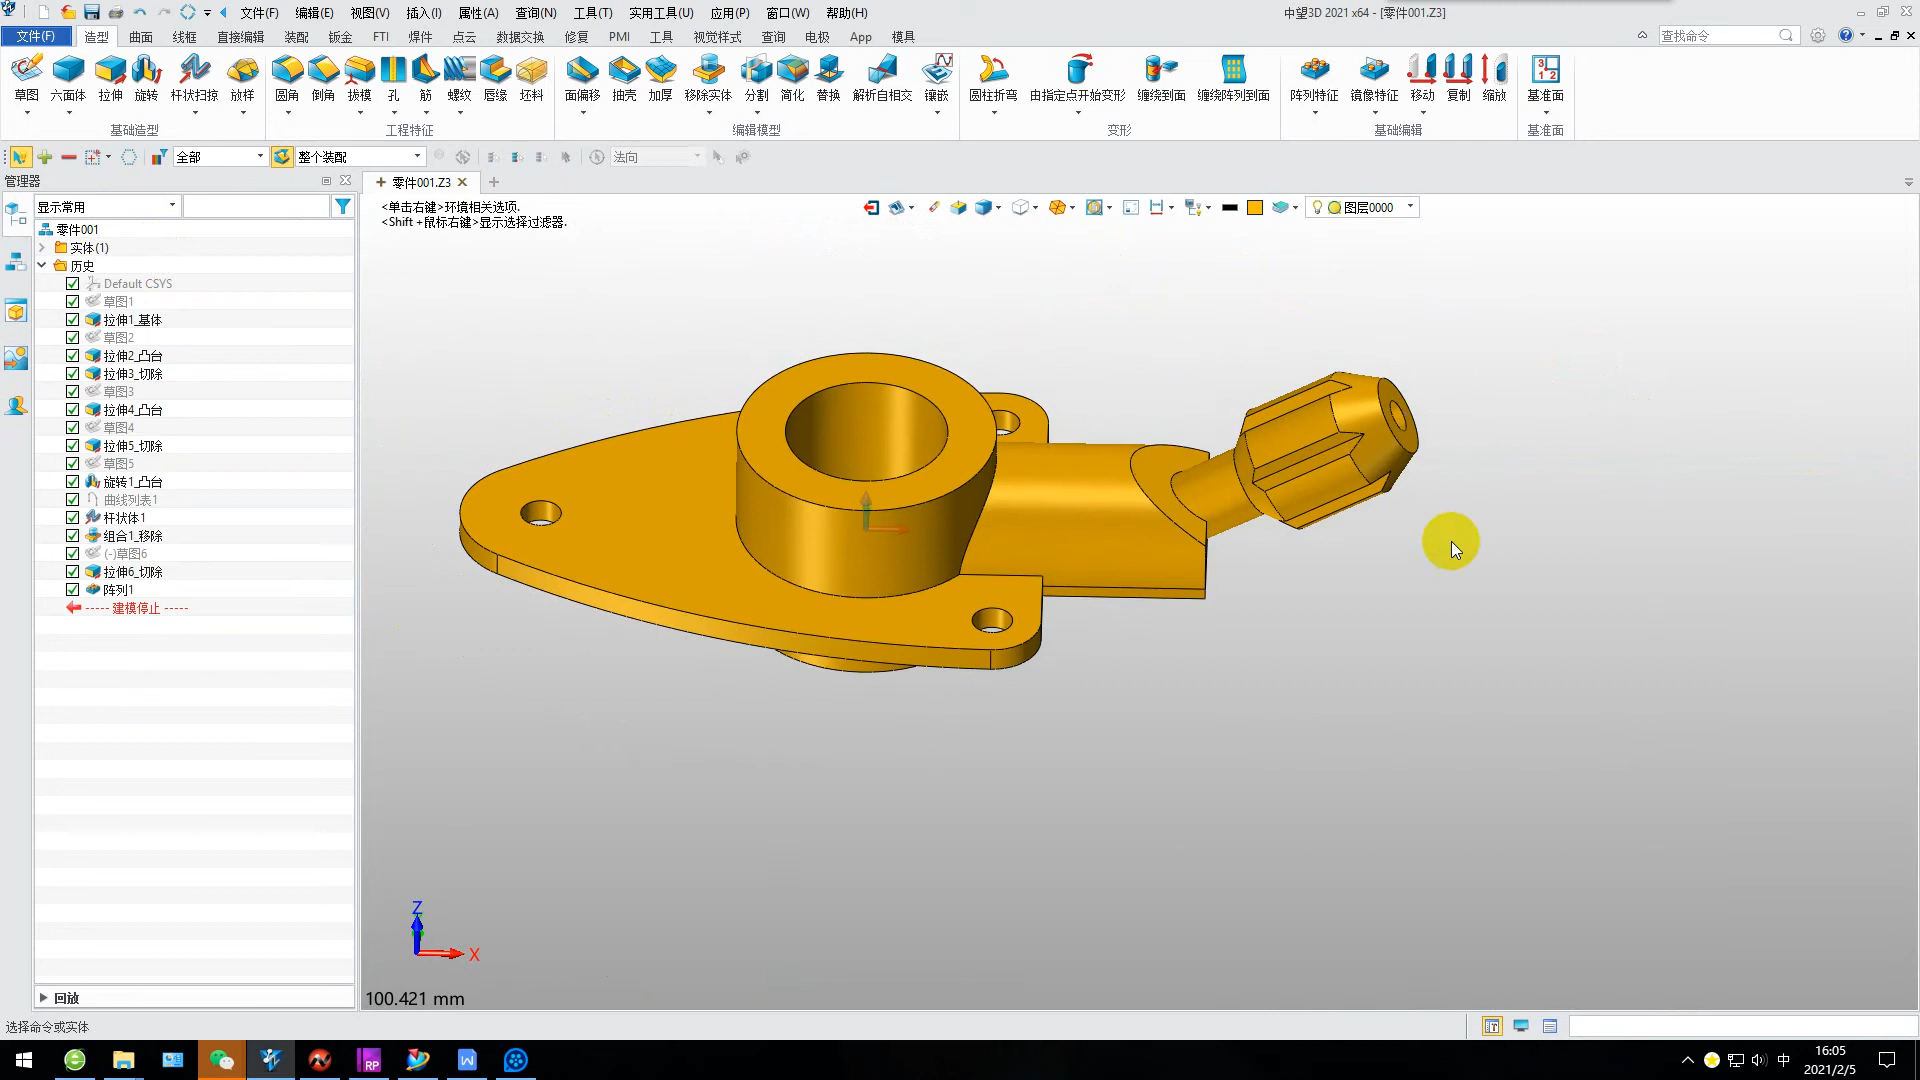 文件(F) 编辑(E) 视图(V) 插入(I) 属性(A) 查询(N) 工具(T) 实用工具(U) 应用(P) 窗口(W) 帮助(H) 中望3D 2021 x64 - [零件001.Z3]
文件(F) 造型 曲面 线框 直接编辑 装配 钣金 FTI 焊件 点云 数据交换 修复 PMI 工具 视觉样式 查询 电极 App 模具 查找命令
草图 六面体 拉伸 旋转 杆状扫掠 放样 圆角 倒角 拔模 孔 筋 螺纹 唇缘 坯料 面偏移 抽壳 加厚 移除实体 分割 简化 替换 解析自相交 镶嵌 圆柱折弯 由指定点开始变形 缠绕到面 缠绕阵列到面 阵列特征 镜像特征 移动 复制 缩放 基准面
基础造型 工程特征 编辑模型 变形 基础编辑 基准面
全部 整个装配 法向
管理器 零件001.Z3
显示常用 <单击右键>环境相关选项. 图层0000
<Shift+鼠标右键>显示选择过滤器.
零件001
实体(1)
历史
Default CSYS
草图1
拉伸1_基体
草图2
拉伸2_凸台
拉伸3_切除
草图3
拉伸4_凸台
草图4
拉伸5_切除
草图5
旋转1_凸台
曲线列表1
杆状体1
组合1_移除
(-)草图6
拉伸6_切除
阵列1
----- 建模停止 -----
Z
X
回放 100.421 mm
选择命令或实体
RP W 中 16:05
2021/2/5